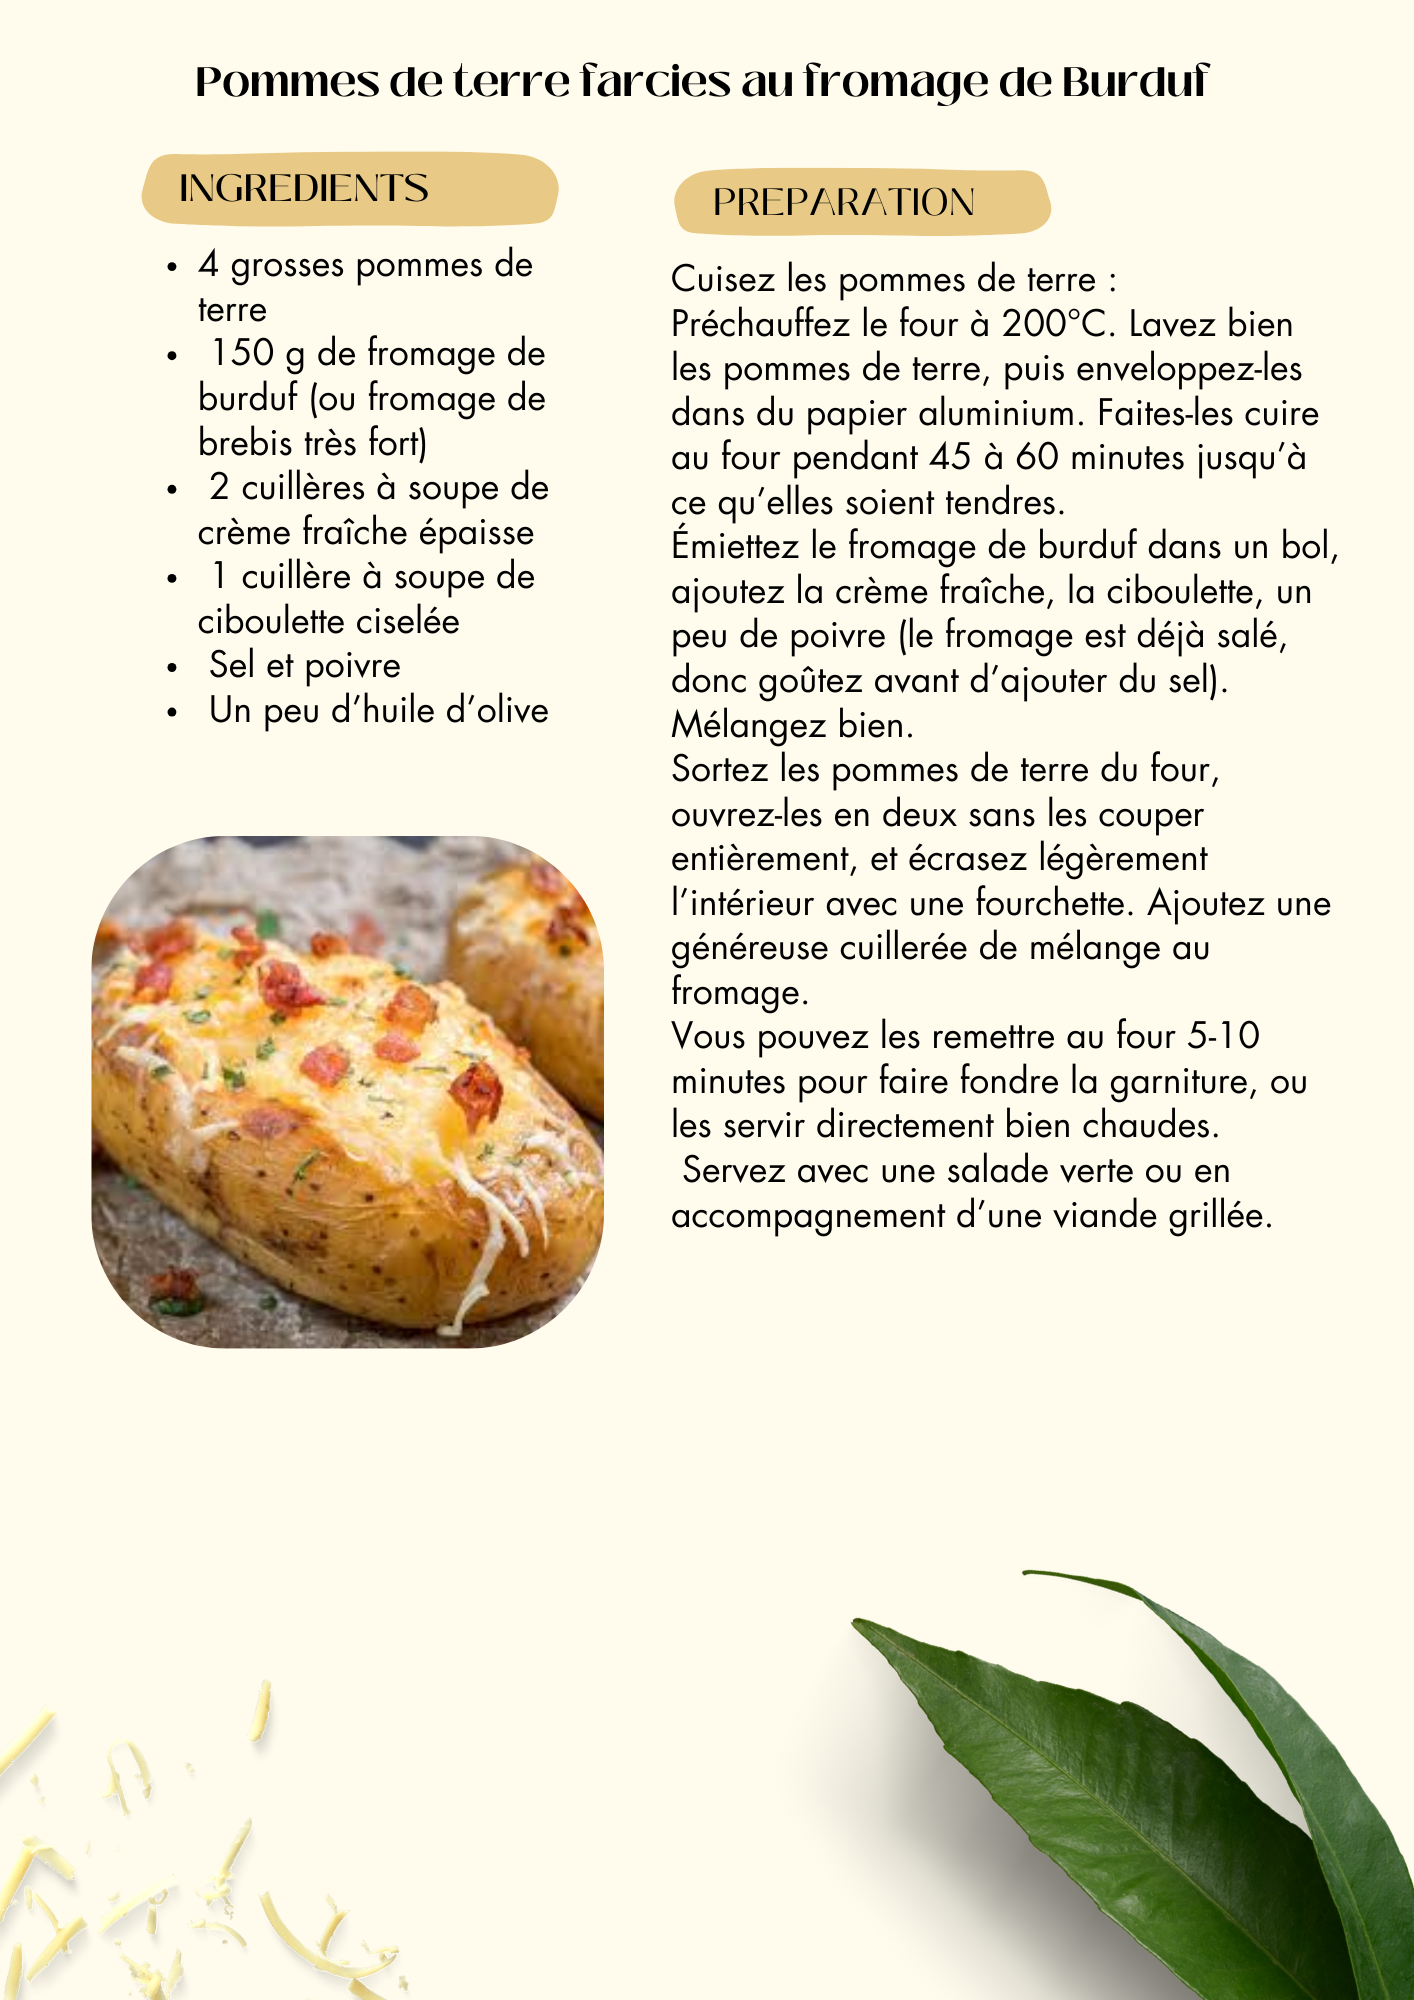 Pommes de terre farcies au fromage de Burduf
INGREDIENTS
• 4 grosses pommes de
terre
• 150 g de fromage de
burduf (ou fromage de
brebis très fort)
• 2 cuillères à soupe de
crème fraîche épaisse
• 1 cuillère à soupe de
ciboulette ciselée
• Sel et poivre
• Un peu d’huile d’olive
PREPARATION
Cuisez les pommes de terre :
Préchauffez le four à 200°C. Lavez bien
les pommes de terre, puis enveloppez-les
dans du papier aluminium. Faites-les cuire
au four pendant 45 à 60 minutes jusqu’à
ce qu’elles soient tendres.
Émiettez le fromage de burduf dans un bol,
ajoutez la crème fraîche, la ciboulette, un
peu de poivre (le fromage est déjà salé,
donc goûtez avant d’ajouter du sel).
Mélangez bien.
Sortez les pommes de terre du four,
ouvrez-les en deux sans les couper
entièrement, et écrasez légèrement
l’intérieur avec une fourchette. Ajoutez une
généreuse cuillerée de mélange au
fromage.
Vous pouvez les remettre au four 5-10
minutes pour faire fondre la garniture, ou
les servir directement bien chaudes.
Servez avec une salade verte ou en
accompagnement d’une viande grillée.